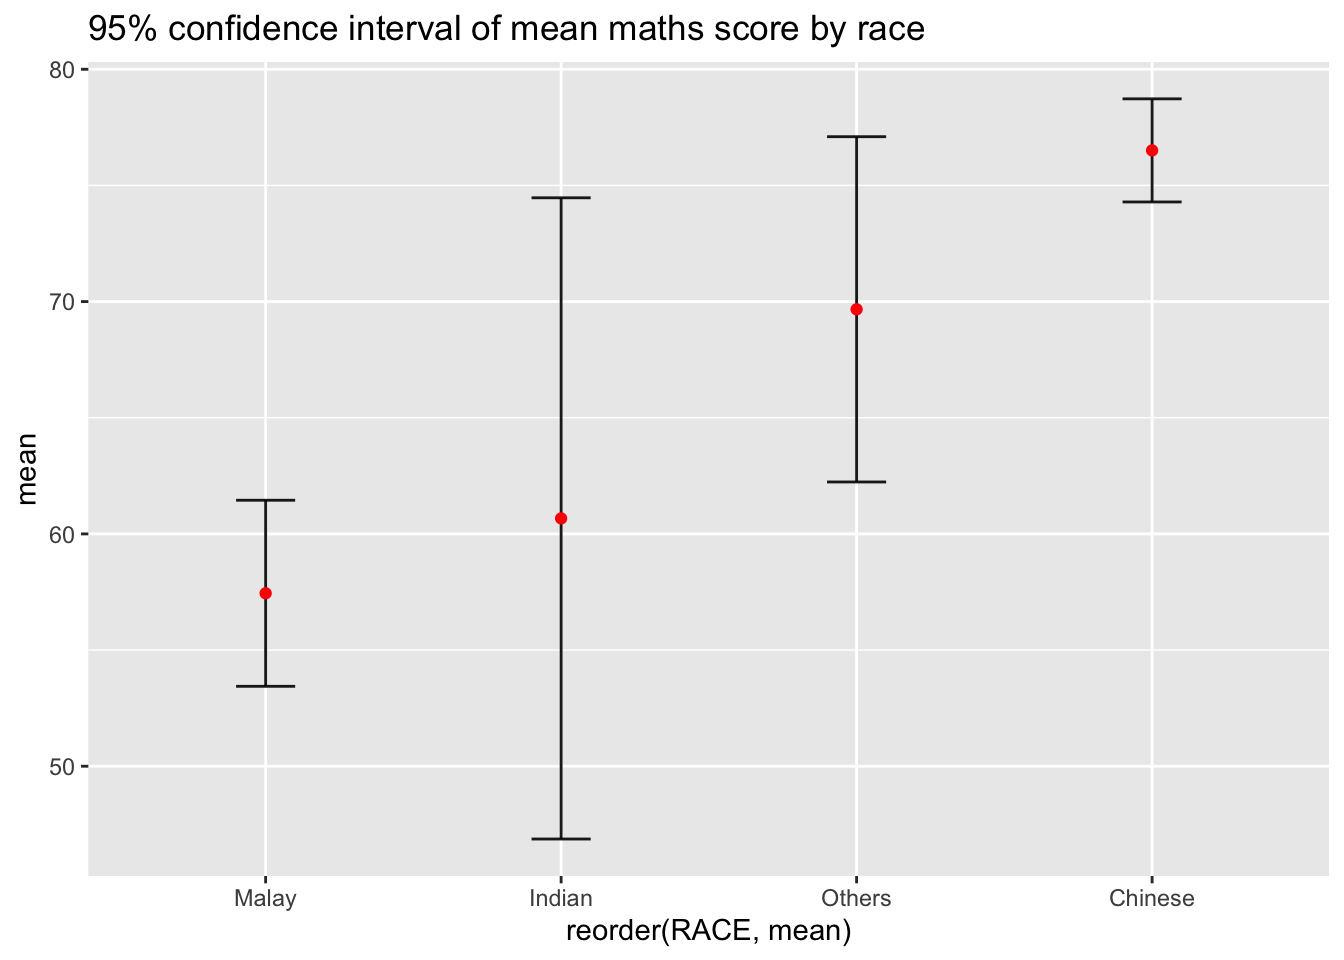 95% confidence interval of mean maths score by race
80
70
60
50
mean
Malay Indian Others Chinese
reorder(RACE, mean)